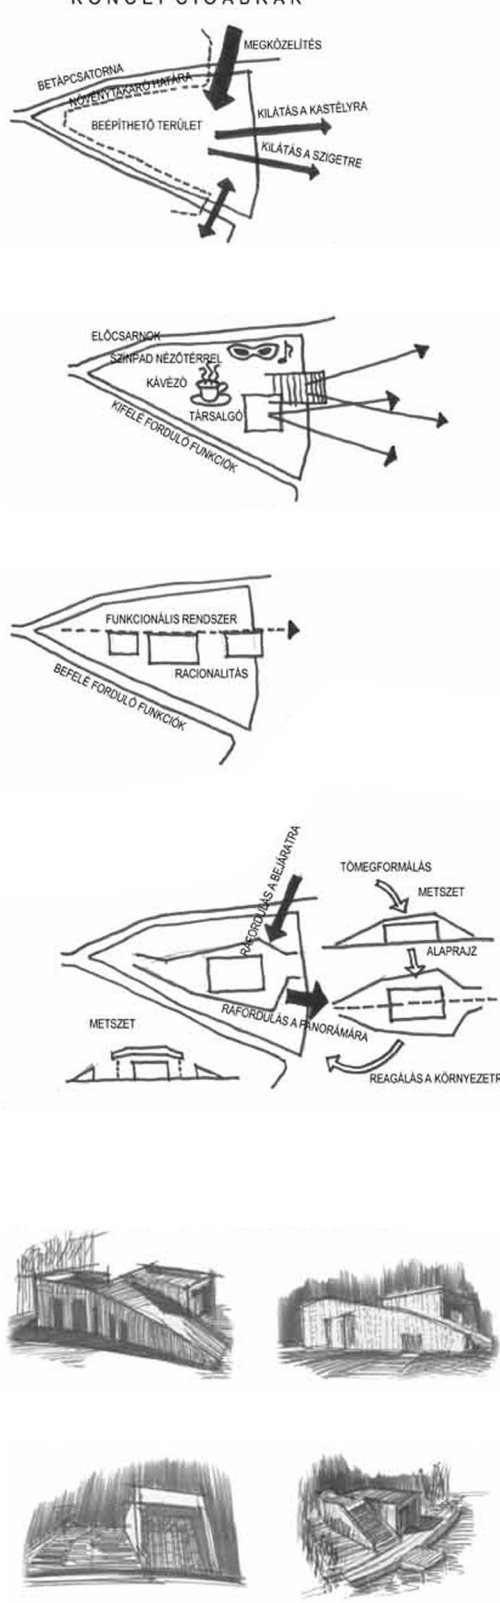 KONCEPCIÓÁBRÁK
MEGKÖZELÍTÉS
BETÁPCSATORNA
NÖVÉNYTAKARÓ HATÁRA
KILÁTÁS A KASTÉLYRA
BEÉPÍTHETŐ TERÜLET
KILÁTÁS A SZIGETRE
ELŐCSARNOK
SZÍNPAD NÉZŐTÉRREL
KÁVÉZÓ
TÁRSALGÓ
KIFELÉ FORDULÓ FUNKCIÓK
FUNKCIONÁLIS RENDSZER
RACIONALITÁS
BEFELÉ FORDULÓ FUNKCIÓK
RÁFORDULÁS A BEJÁRATRA
TÖMEGFORMÁLÁS
METSZET
ALAPRAJZ
RÁFORDULÁS A PANORÁMÁRA
METSZET
REAGÁLÁS A KÖRNYEZETR